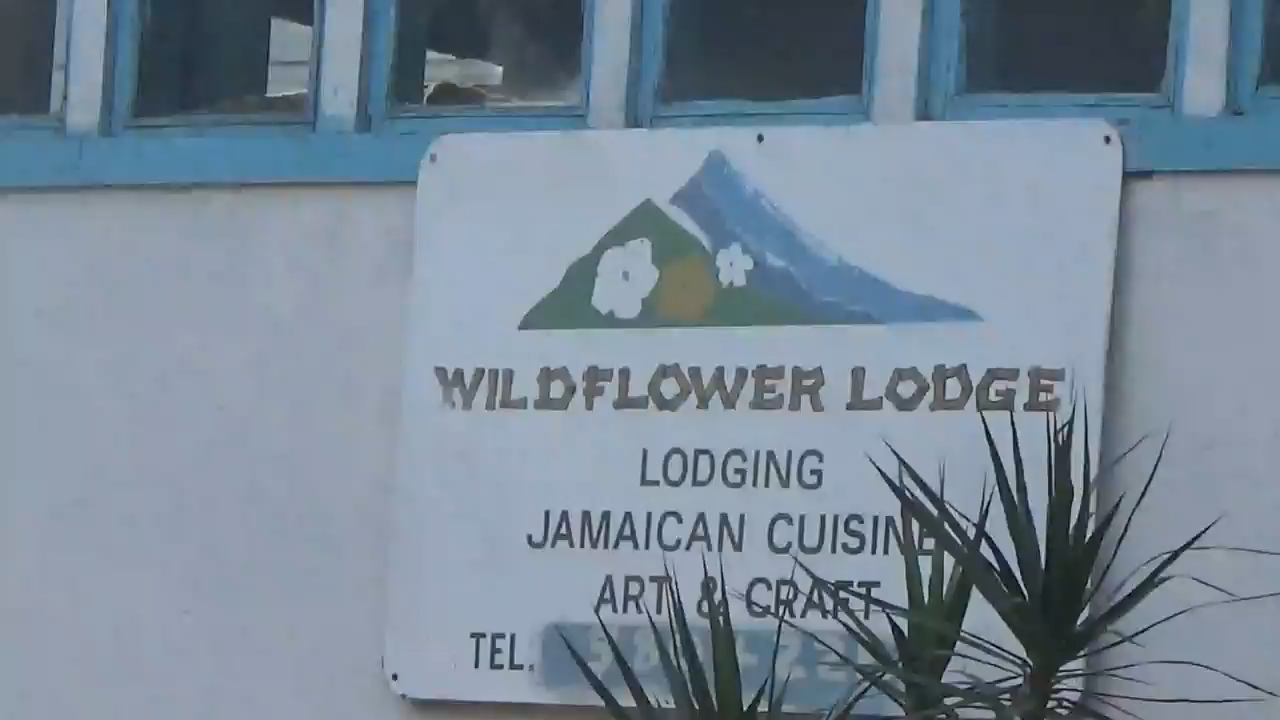 WILDFLOWER LODGE
LODGING
JAMAICAN CUISINE
ART & CRAFT
TEL.